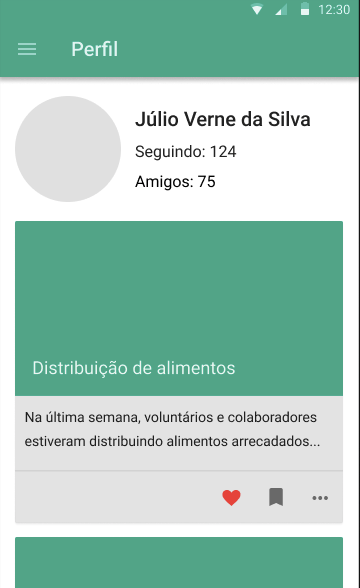 12:30
Perfil
Júlio Verne da Silva
Seguindo: 124
Amigos: 75
Distribuição de alimentos
Na última semana, voluntários e colaboradores
estiveram distribuindo alimentos arrecadados...